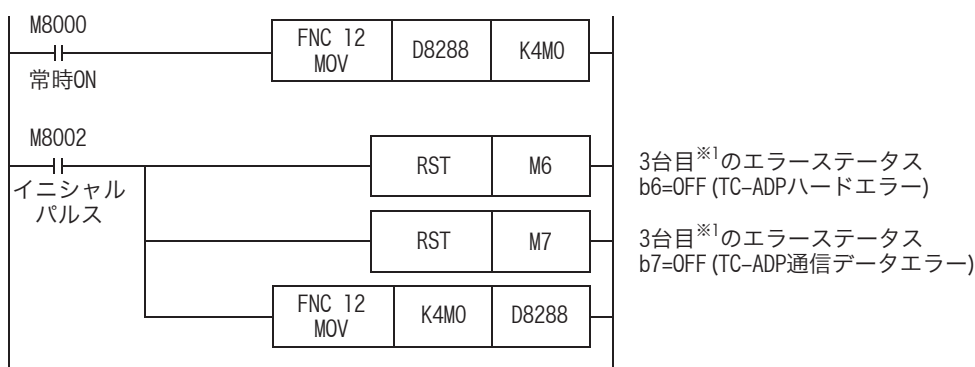 M8000
FNC 12
MOV
D8288
K4M0
常時ON
M8002
RST
M6
3台目※1のエラーステータス
b6=OFF (TC-ADPハードエラー)
イニシャル
パルス
RST
M7
3台目※1のエラーステータス
b7=OFF (TC-ADP通信データエラー)
FNC 12
MOV
K4M0
D8288